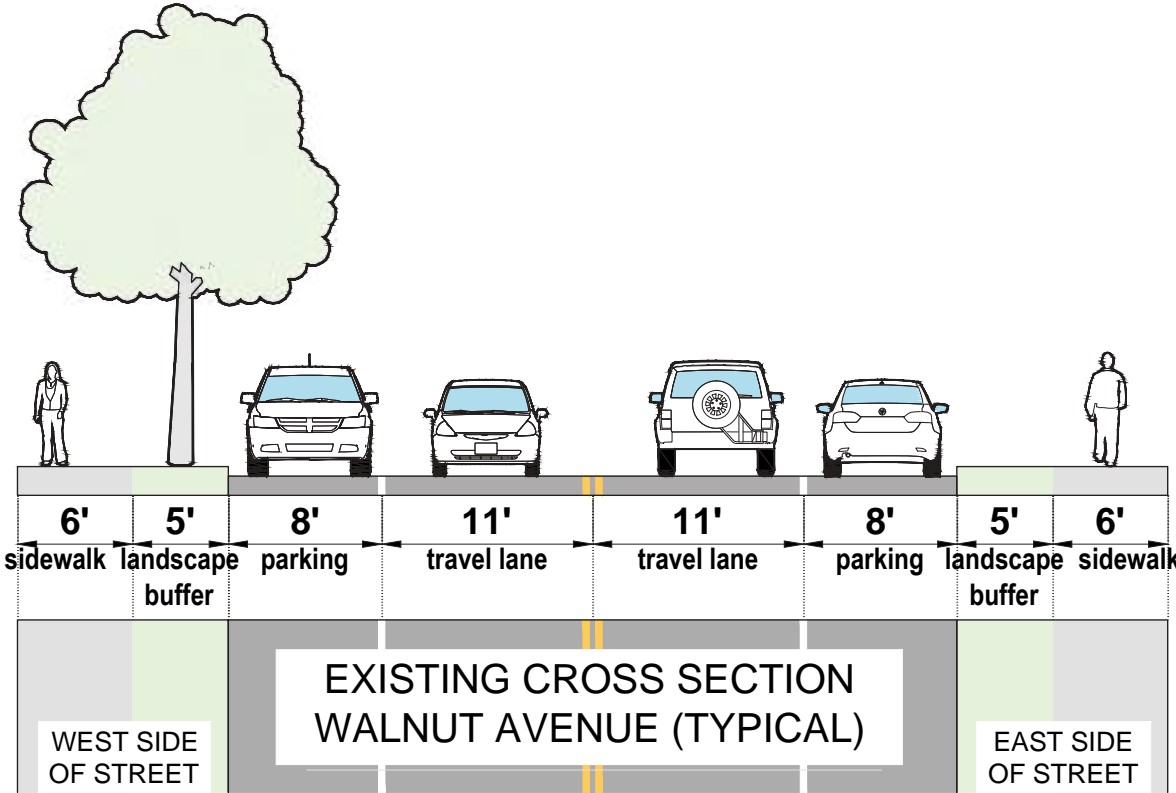 6' 5' 8' 11' 11' 8' 5' 6'
sidewalk landscape parking travel lane travel lane parking landscape sidewalk
buffer buffer
EXISTING CROSS SECTION
WALNUT AVENUE (TYPICAL)
WEST SIDE
OF STREET
EAST SIDE
OF STREET